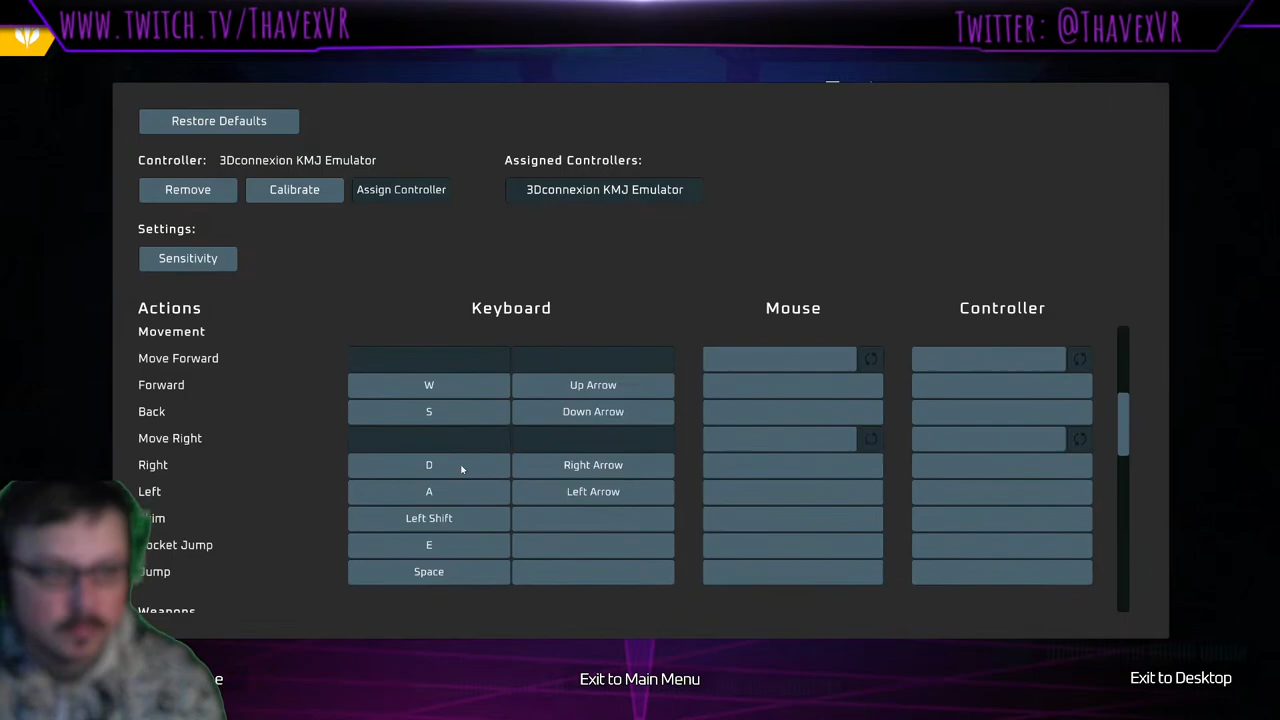 www.twitch.tv/ThavexVR
Twitter: @ThavexVR
Restore Defaults
Controller: 3Dconnexion KMJ Emulator
Assigned Controllers:
Remove
Calibrate
Assign Controller
3Dconnexion KMJ Emulator
Settings:
Sensitivity
Actions
Keyboard
Mouse
Controller
Movement
Move Forward
Forward
W
Up Arrow
Back
S
Down Arrow
Move Right
Right
D
Right Arrow
Left
A
Left Arrow
Left Shift
Jump
E
Jump
Space
Weapons
Exit to Main Menu
Exit to Desktop